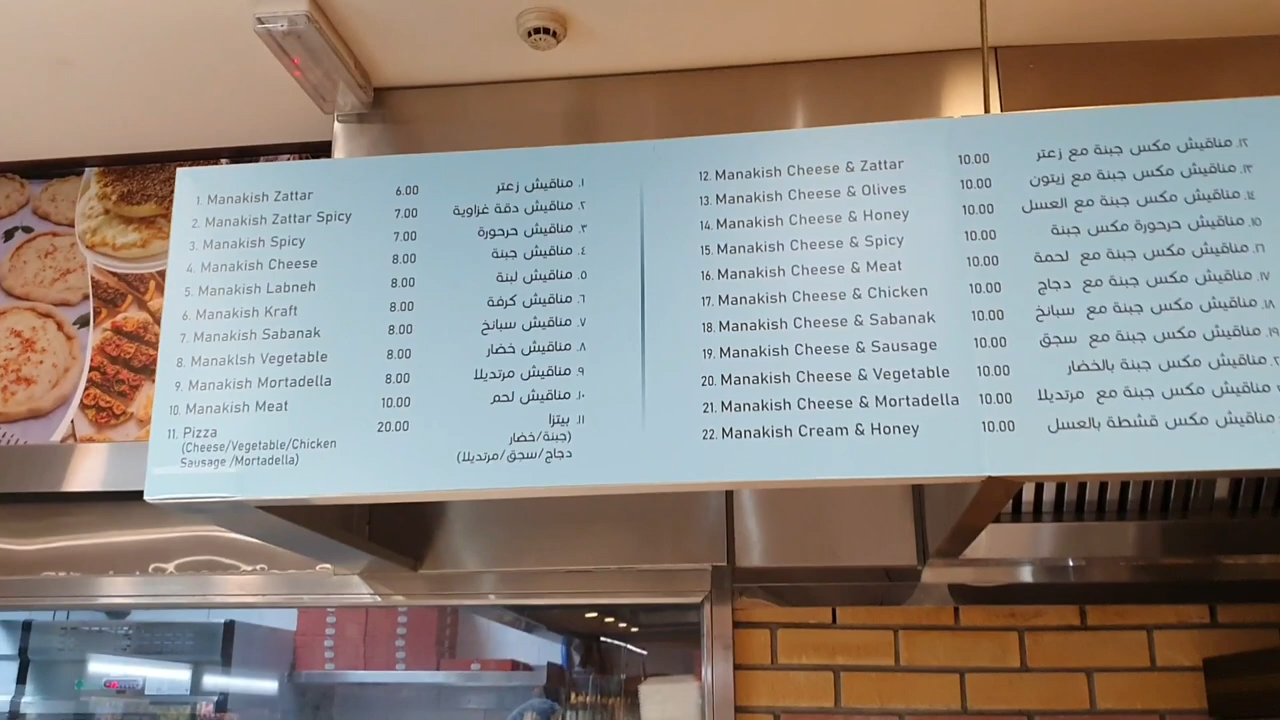 1. Manakish Zattar 6.00 ١. مناقيش زعتر
2. Manakish Zattar Spicy 7.00 ٢. مناقيش دقة غزاوية
3. Manakish Spicy 7.00 ٣. مناقيش حرحورة
4. Manakish Cheese 8.00 ٤. مناقيش جبنة
5. Manakish Labneh 8.00 ٥. مناقيش لبنة
6. Manakish Kraft 8.00 ٦. مناقيش كرفة
7. Manakish Sabanak 8.00 ٧. مناقيش سبانخ
8. Manaklsh Vegetable 8.00 ٨. مناقيش خضار
9. Manakish Mortadella 8.00 ٩. مناقيش مرتديلا
10. Manakish Meat 10.00 ١٠. مناقيش لحم
11. Pizza 20.00 ١١. بيتزا
(Cheese/Vegetable/Chicken (جبنة/خضار/
Sausage /Mortadella) دجاج/سجق/مرتديلا)
12. Manakish Cheese & Zattar 10.00 ١٢. مناقيش مكس جبنة مع زعتر
13. Manakish Cheese & Olives 10.00 ١٣. مناقيش مكس جبنة مع زيتون
14. Manakish Cheese & Honey 10.00 ١٤. مناقيش مكس جبنة مع العسل
15. Manakish Cheese & Spicy 10.00 ١٥. مناقيش حرحورة مكس جبنة
16. Manakish Cheese & Meat 10.00 ١٦. مناقيش مكس جبنة مع لحمة
17. Manakish Cheese & Chicken 10.00 ١٧. مناقيش مكس جبنة مع دجاج
18. Manakish Cheese & Sabanak 10.00 ١٨. مناقيش مكس جبنة مع سبانخ
19. Manakish Cheese & Sausage 10.00 ١٩. مناقيش مكس جبنة مع سجق
20. Manakish Cheese & Vegetable 10.00 مناقيش مكس جبنة بالخضار
21. Manakish Cheese & Mortadella 10.00 مناقيش مكس جبنة مع مرتديلا
22. Manakish Cream & Honey 10.00 مناقيش مكس قشطة بالعسل